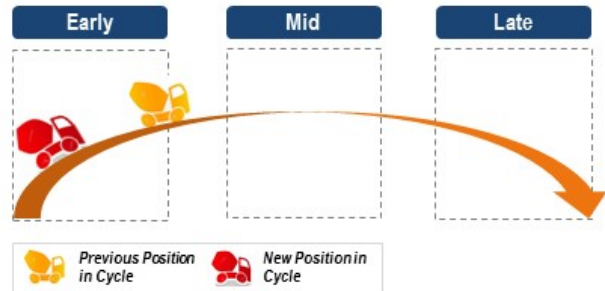 Early
Mid
Late
Previous Position
in Cycle
New Position in
Cycle